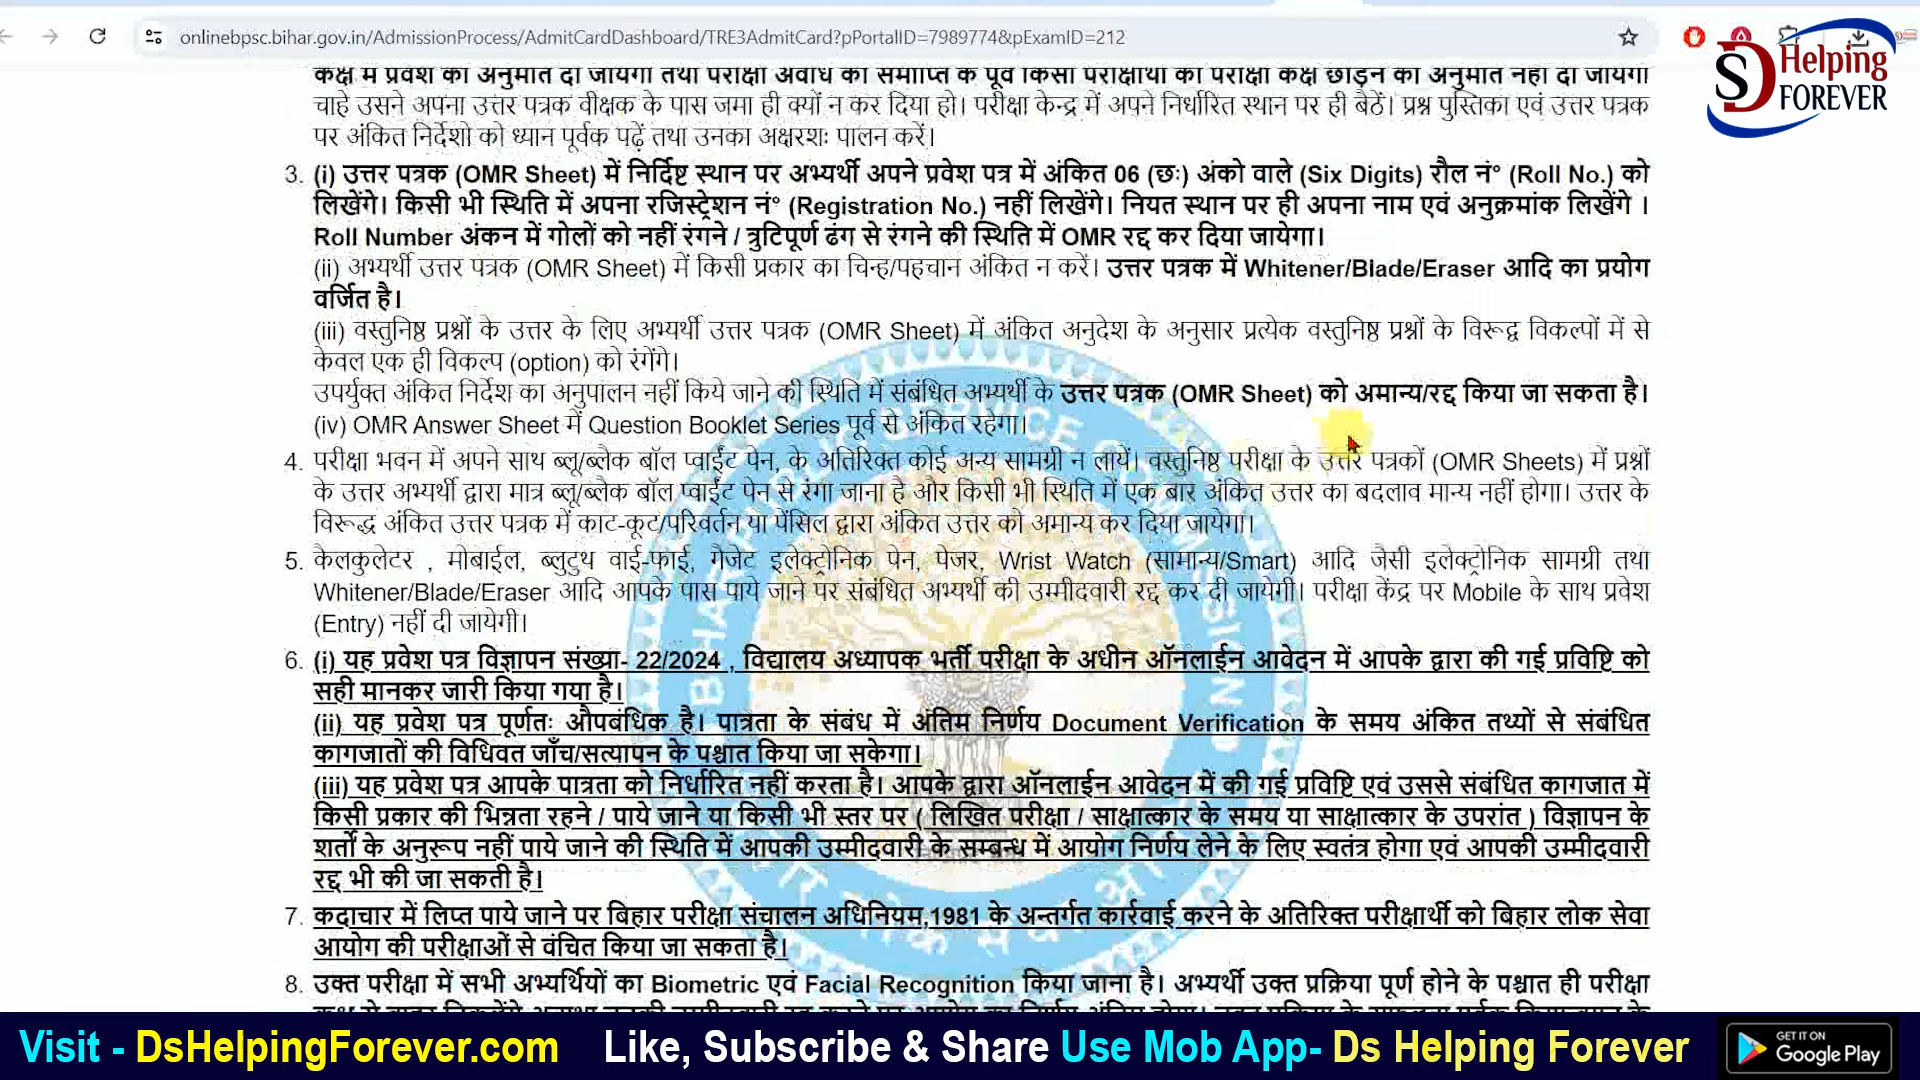 onlinebpsc.bihar.gov.in/AdmissionProcess/AdmitCardDashboard/TRE3AdmitCard?pPortalID=7989774&pExamID=212
SD Helping
FOREVER
कक्ष में प्रवेश की अनुमति दी जायेगी तथा परीक्षा अवधि की समाप्ति के पूर्व किसी परीक्षार्थी को परीक्षा कक्ष छोड़ने की अनुमति नहीं दी जायेगी
चाहे उसने अपना उत्तर पत्रक वीक्षक के पास जमा ही क्यों न कर दिया हो। परीक्षा केन्द्र में अपने निर्धारित स्थान पर ही बैठें। प्रश्न पुस्तिका एवं उत्तर पत्रक
पर अंकित निर्देशो को ध्यान पूर्वक पढ़ें तथा उनका अक्षरशः पालन करें।
3. (i) उत्तर पत्रक (OMR Sheet) में निर्दिष्ट स्थान पर अभ्यर्थी अपने प्रवेश पत्र में अंकित 06 (छः) अंको वाले (Six Digits) रौल नं° (Roll No.) को
लिखेंगे। किसी भी स्थिति में अपना रजिस्ट्रेशन नं° (Registration No.) नहीं लिखेंगे। नियत स्थान पर ही अपना नाम एवं अनुक्रमांक लिखेंगे ।
Roll Number अंकन में गोलों को नहीं रंगने / त्रुटिपूर्ण ढंग से रंगने की स्थिति में OMR रद्द कर दिया जायेगा।
(ii) अभ्यर्थी उत्तर पत्रक (OMR Sheet) में किसी प्रकार का चिन्ह/पहचान अंकित न करें। उत्तर पत्रक में Whitener/Blade/Eraser आदि का प्रयोग
वर्जित है।
(iii) वस्तुनिष्ठ प्रश्नों के उत्तर के लिए अभ्यर्थी उत्तर पत्रक (OMR Sheet) में अंकित अनुदेश के अनुसार प्रत्येक वस्तुनिष्ठ प्रश्नों के विरूद्ध विकल्पों में से
केवल एक ही विकल्प (option) को रंगेंगे।
उपर्युक्त अंकित निर्देश का अनुपालन नहीं किये जाने की स्थिति में संबंधित अभ्यर्थी के उत्तर पत्रक (OMR Sheet) को अमान्य/रद्द किया जा सकता है।
(iv) OMR Answer Sheet में Question Booklet Series पूर्व से अंकित रहेगा।
4. परीक्षा भवन में अपने साथ ब्लू/ब्लैक बॉल प्वाईंट पेन, के अतिरिक्त कोई अन्य सामग्री न लायें। वस्तुनिष्ठ परीक्षा के उत्तर पत्रकों (OMR Sheets) में प्रश्नों
के उत्तर अभ्यर्थी द्वारा मात्र ब्लू/ब्लैक बॉल प्वाईंट पेन से रंगा जाना है और किसी भी स्थिति में एक बार अंकित उत्तर का बदलाव मान्य नहीं होगा। उत्तर के
विरूद्ध अंकित उत्तर पत्रक में काट-कूट/परिवर्तन या पेंसिल द्वारा अंकित उत्तर को अमान्य कर दिया जायेगा।
5. कैलकुलेटर , मोबाईल, ब्लुटुथ वाई-फाई, गैजेट इलेक्ट्रोनिक पेन, पेजर, Wrist Watch (सामान्य/Smart) आदि जैसी इलेक्ट्रोनिक सामग्री तथा
Whitener/Blade/Eraser आदि आपके पास पाये जाने पर संबंधित अभ्यर्थी की उम्मीदवारी रद्द कर दी जायेगी। परीक्षा केंद्र पर Mobile के साथ प्रवेश
(Entry) नहीं दी जायेगी।
6. (i) यह प्रवेश पत्र विज्ञापन संख्या- 22/2024 , विद्यालय अध्यापक भर्ती परीक्षा के अधीन ऑनलाईन आवेदन में आपके द्वारा की गई प्रविष्टि को
सही मानकर जारी किया गया है।
(ii) यह प्रवेश पत्र पूर्णतः औपबंधिक है। पात्रता के संबंध में अंतिम निर्णय Document Verification के समय अंकित तथ्यों से संबंधित
कागजातों की विधिवत जाँच/सत्यापन के पश्चात किया जा सकेगा।
(iii) यह प्रवेश पत्र आपके पात्रता को निर्धारित नहीं करता है। आपके द्वारा ऑनलाईन आवेदन में की गई प्रविष्टि एवं उससे संबंधित कागजात में
किसी प्रकार की भिन्नता रहने / पाये जाने या किसी भी स्तर पर ( लिखित परीक्षा / साक्षात्कार के समय या साक्षात्कार के उपरांत ) विज्ञापन के
शर्तों के अनुरूप नहीं पाये जाने की स्थिति में आपकी उम्मीदवारी के सम्बन्ध में आयोग निर्णय लेने के लिए स्वतंत्र होगा एवं आपकी उम्मीदवारी
रद्द भी की जा सकती है।
7. कदाचार में लिप्त पाये जाने पर बिहार परीक्षा संचालन अधिनियम,1981 के अन्तर्गत कार्रवाई करने के अतिरिक्त परीक्षार्थी को बिहार लोक सेवा
आयोग की परीक्षाओं से वंचित किया जा सकता है।
8. उक्त परीक्षा में सभी अभ्यर्थियों का Biometric एवं Facial Recognition किया जाना है। अभ्यर्थी उक्त प्रक्रिया पूर्ण होने के पश्चात ही परीक्षा
Visit - DsHelpingForever.com Like, Subscribe & Share Use Mob App- Ds Helping Forever
GET IT ON
Google Play